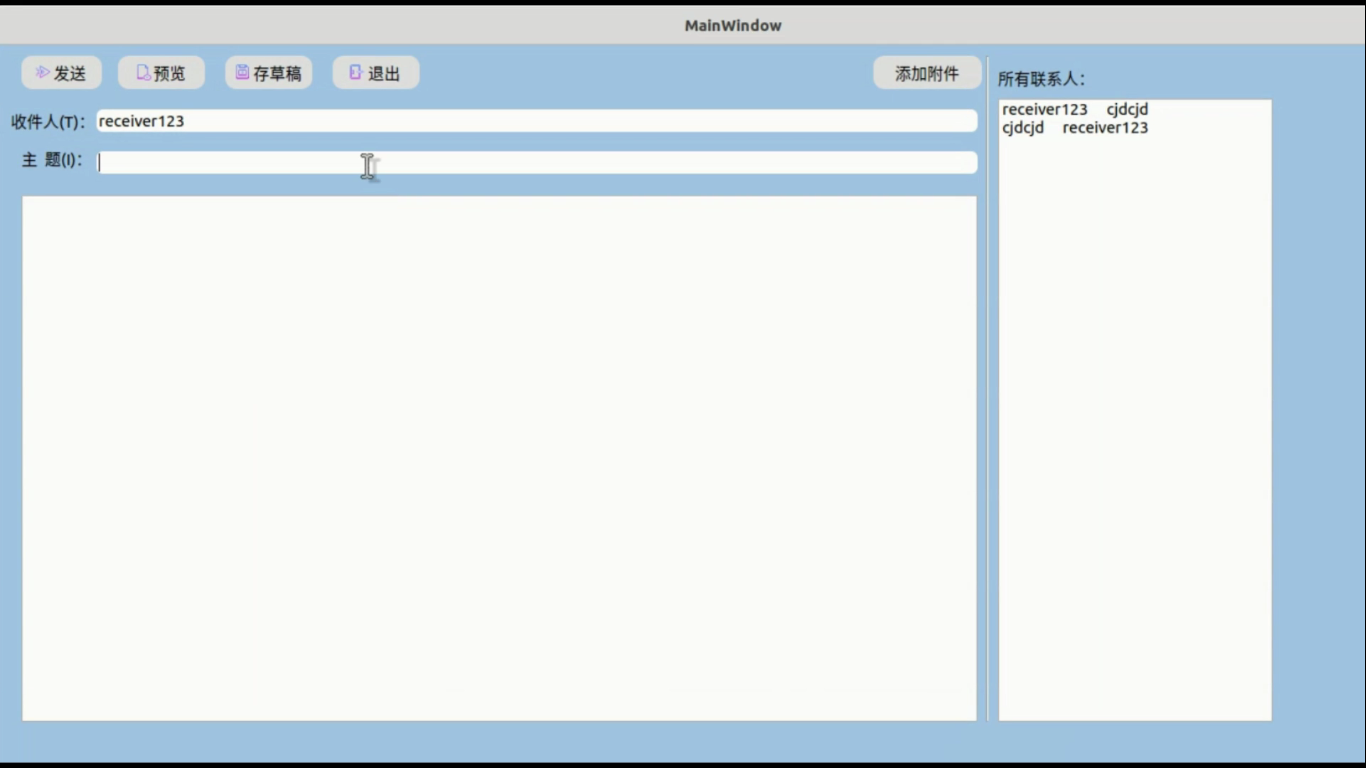 MainWindow
发送 预览 存草稿 退出 添加附件
收件人(T)： receiver123
主 题(I)：
所有联系人：
receiver123 cjdcjd
cjdcjd receiver123